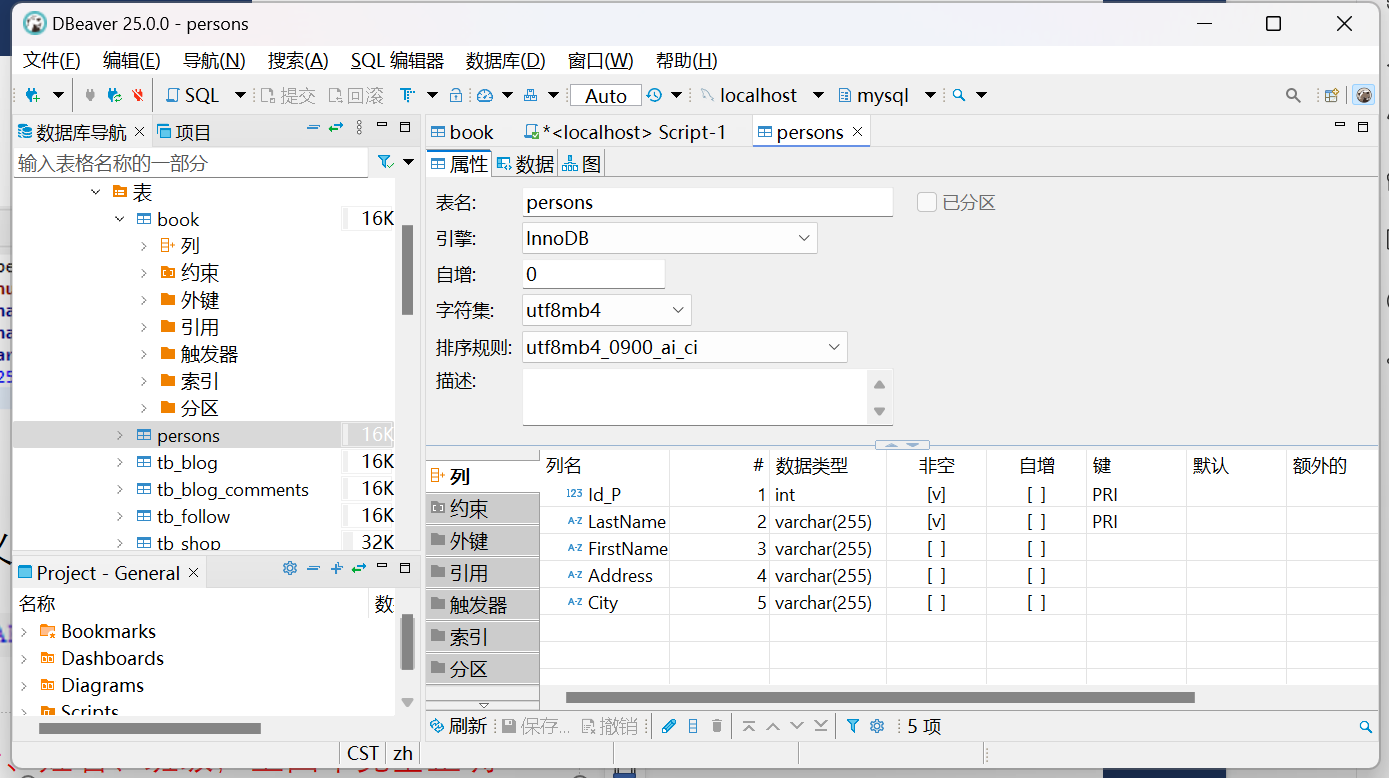 DBeaver 25.0.0 - persons
文件(F) 编辑(E) 导航(N) 搜索(A) SQL 编辑器 数据库(D) 窗口(W) 帮助(H)
SQL 提交 回滚 Auto localhost mysql
数据库导航 项目
输入表格名称的一部分
表
book 16K
列
约束
外键
引用
触发器
索引
分区
persons 16K
tb_blog 16K
tb_blog_comments 16K
tb_follow 16K
tb_shop 32K
Project - General
名称 数
Bookmarks
Dashboards
Diagrams
Scripts
book *<localhost> Script-1 persons
属性 数据 图
表名: persons 已分区
引擎: InnoDB
自增: 0
字符集: utf8mb4
排序规则: utf8mb4_0900_ai_ci
描述:
列
约束
外键
引用
触发器
索引
分区
列名 # 数据类型 非空 自增 键 默认 额外的
123 Id_P 1 int [v] [ ] PRI
A-Z LastName 2 varchar(255) [v] [ ] PRI
A-Z FirstName 3 varchar(255) [ ] [ ]
A-Z Address 4 varchar(255) [ ] [ ]
A-Z City 5 varchar(255) [ ] [ ]
刷新 保存... 撤销 5 项
CST zh